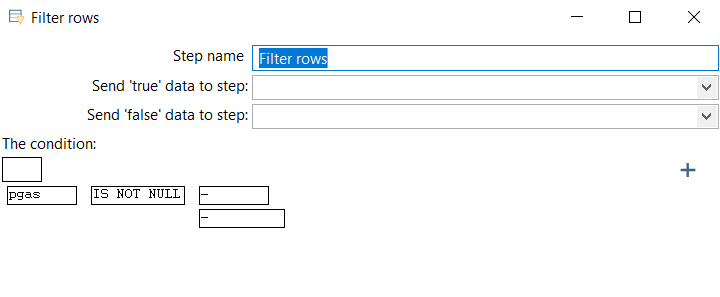 Filter rows
Step name Filter rows
Send 'true' data to step:
Send 'false' data to step:
The condition:
pgas IS NOT NULL -
-